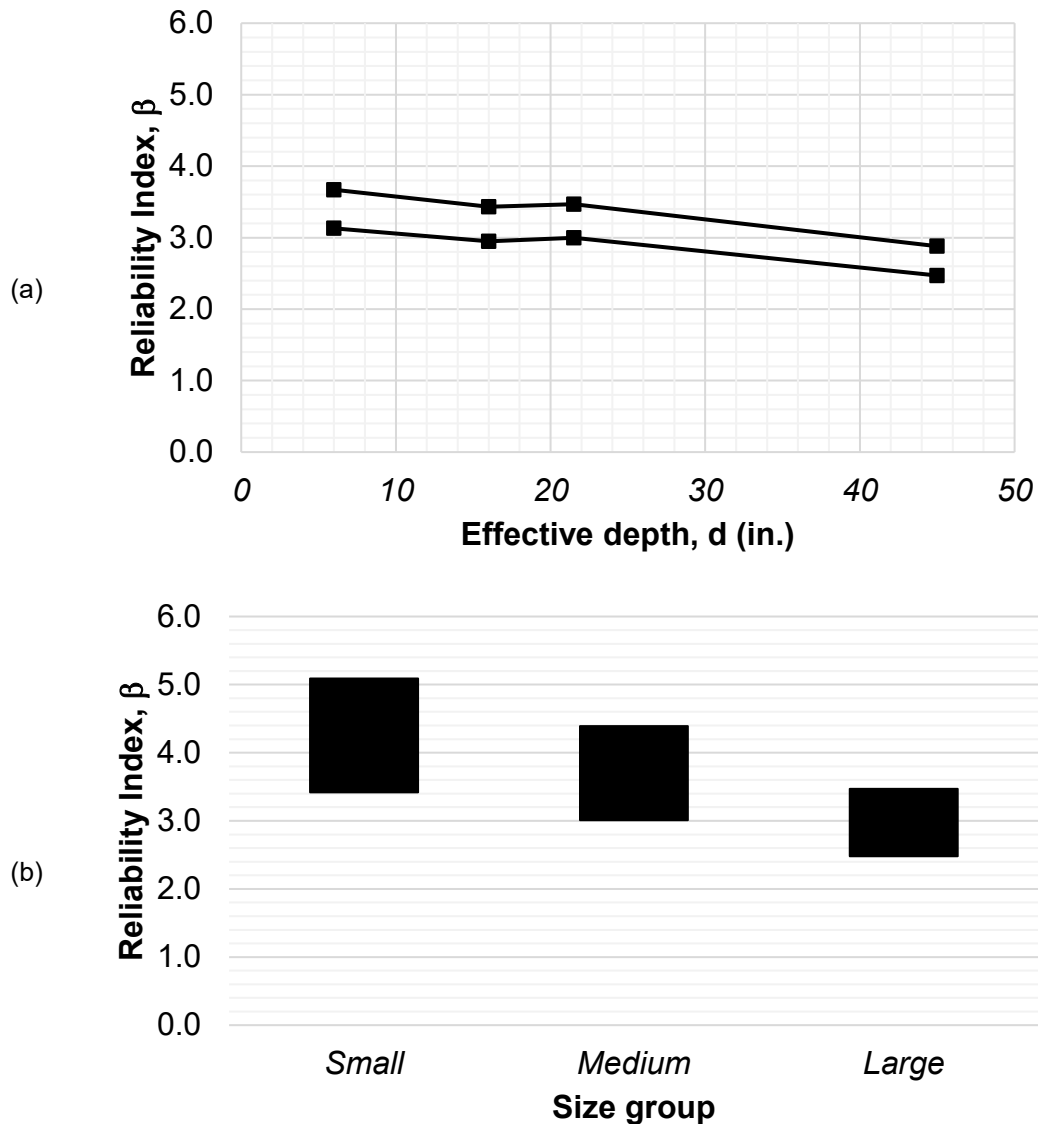 (a)
Reliability Index, β
6.0
5.0
4.0
3.0
2.0
1.0
0.0
0 10 20 30 40 50
Effective depth, d (in.)
(b)
Reliability Index, β
6.0
5.0
4.0
3.0
2.0
1.0
0.0
Small Medium Large
Size group